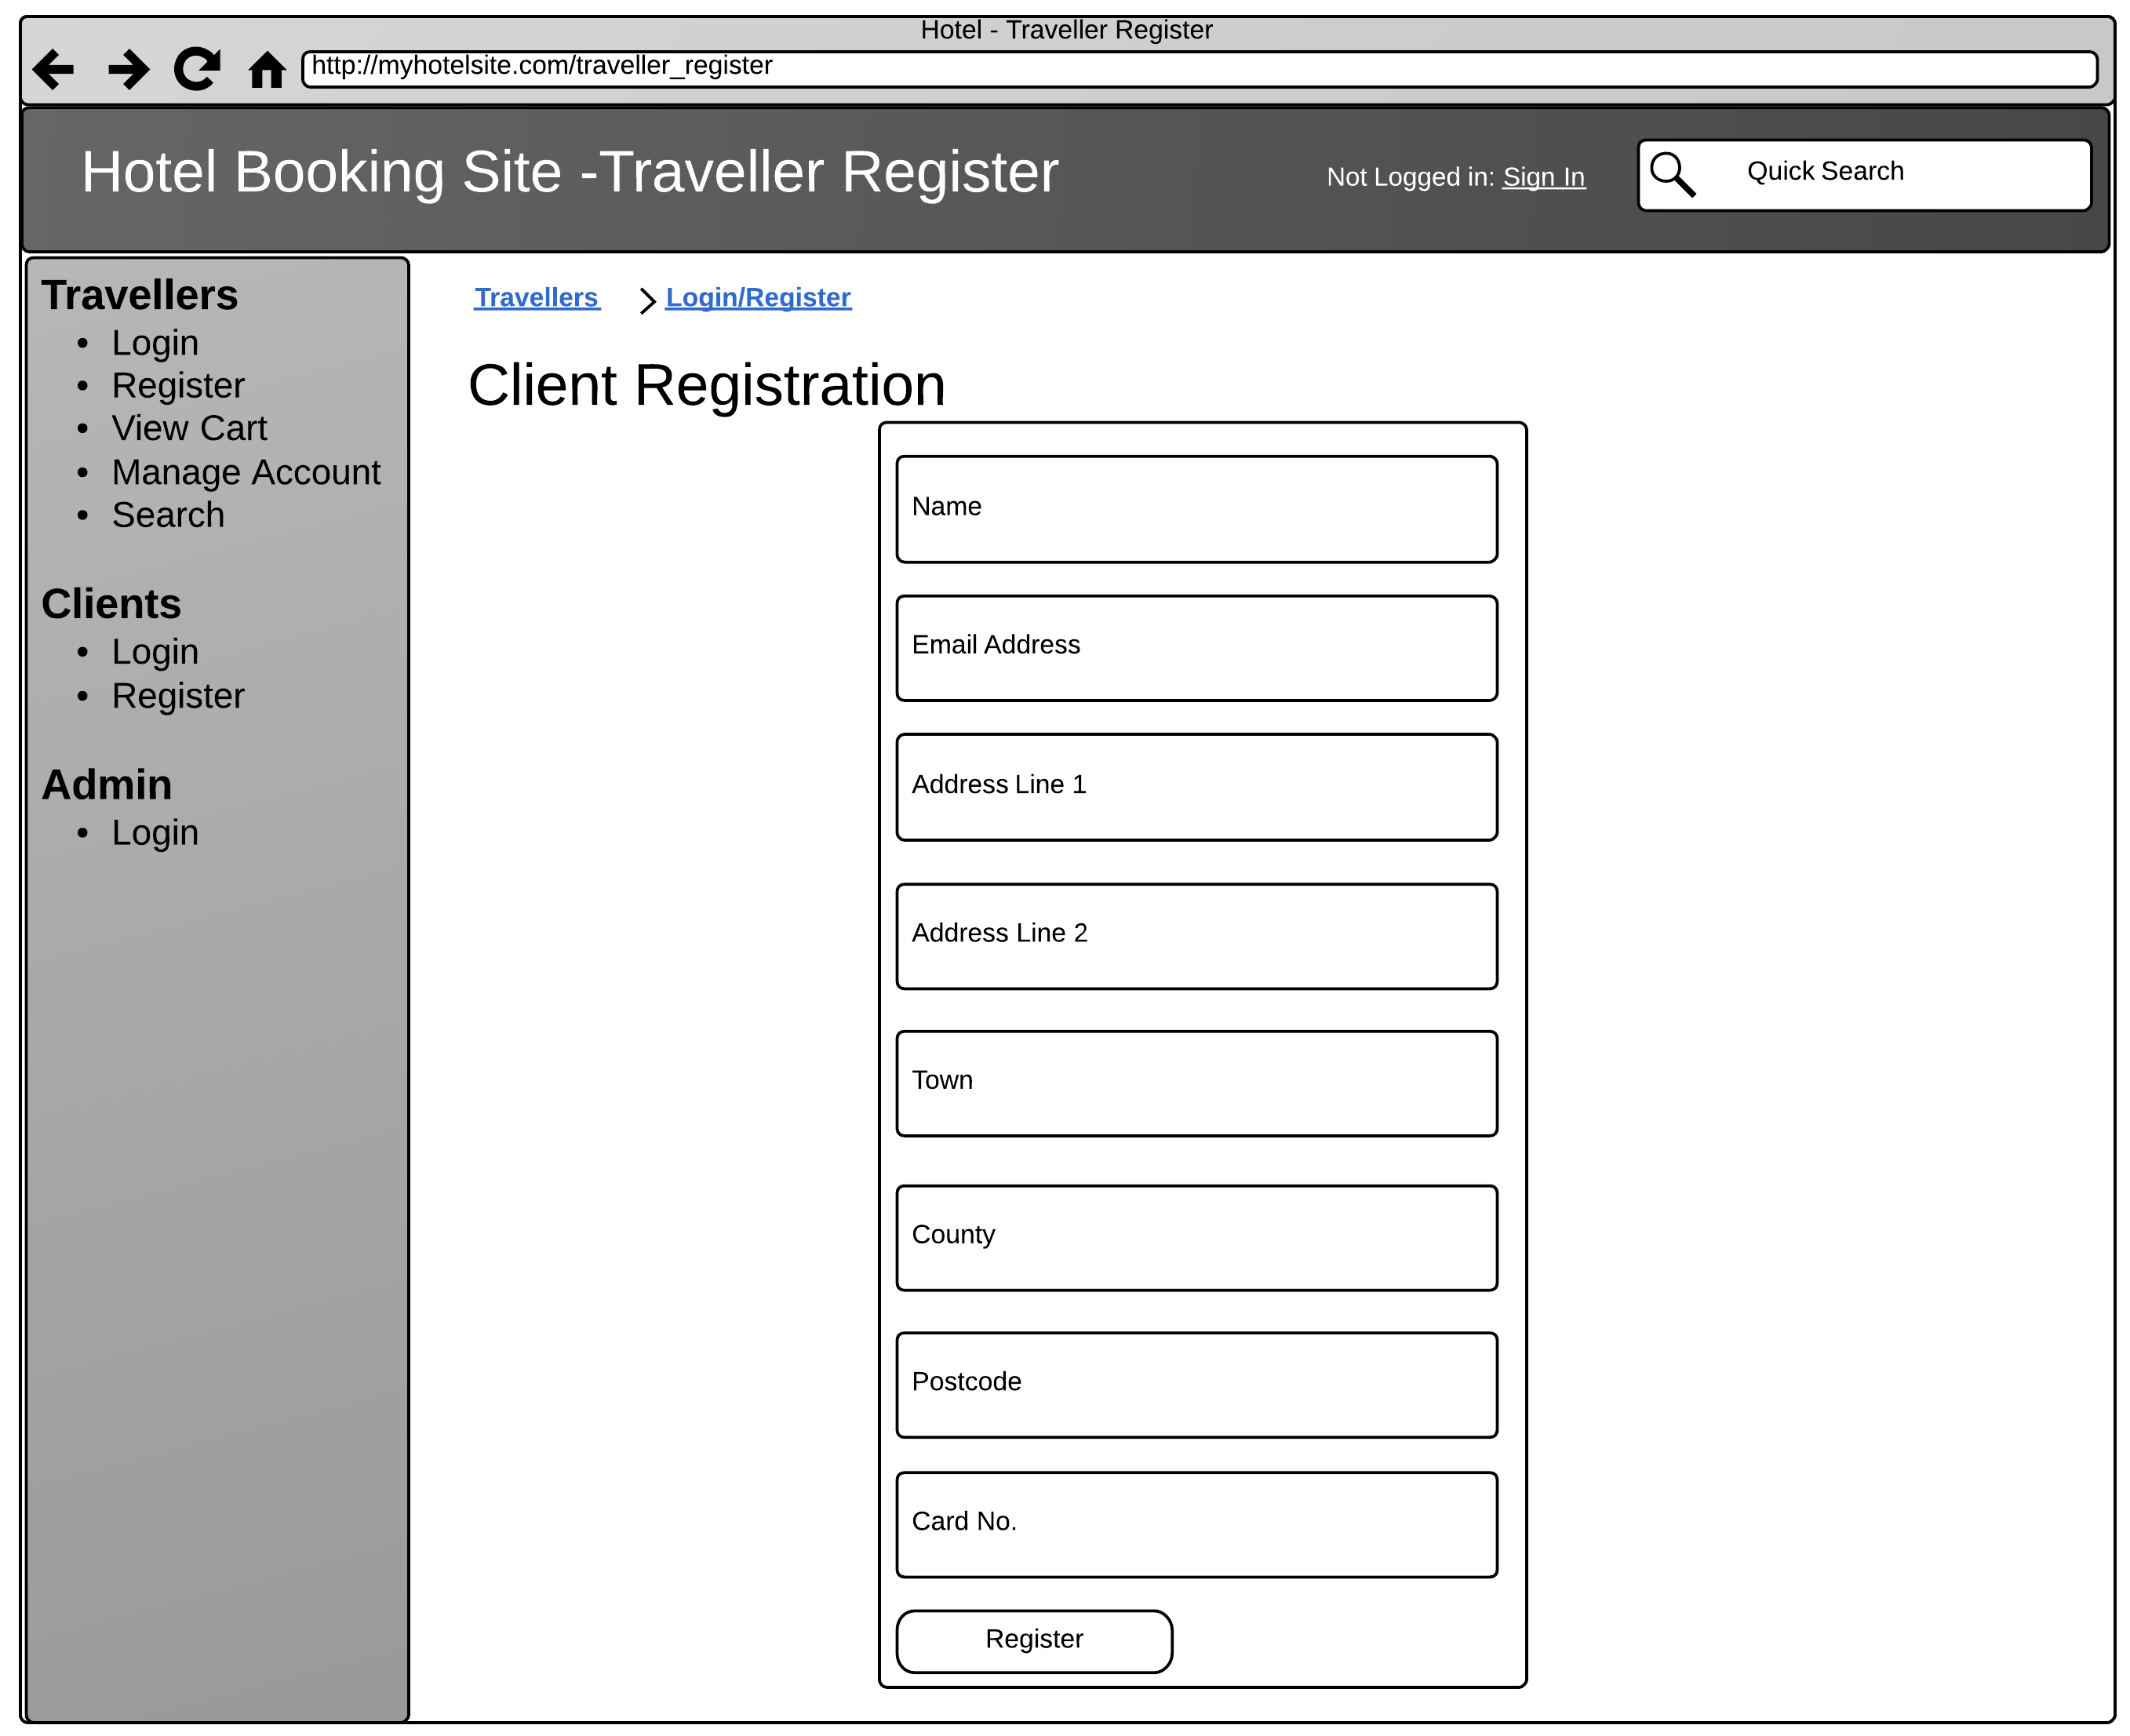 Hotel - Traveller Register
http://myhotelsite.com/traveller_register
Hotel Booking Site -Traveller Register
Not Logged in: Sign In
Quick Search
Travellers
• Login
• Register
• View Cart
• Manage Account
• Search
Clients
• Login
• Register
Admin
• Login
Travellers > Login/Register
Client Registration
Name
Email Address
Address Line 1
Address Line 2
Town
County
Postcode
Card No.
Register